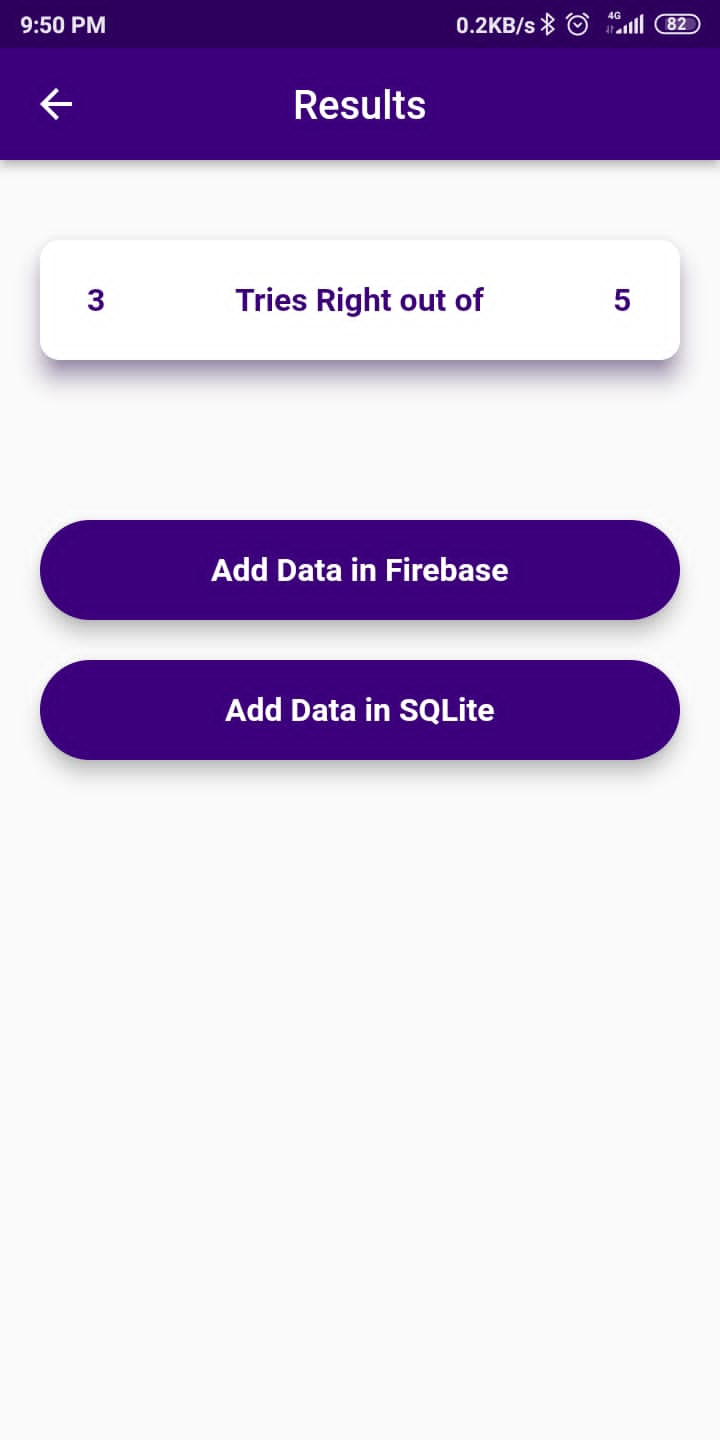 9:50 PM 0.2KB/s 4G 82
Results
3 Tries Right out of 5
Add Data in Firebase
Add Data in SQLite